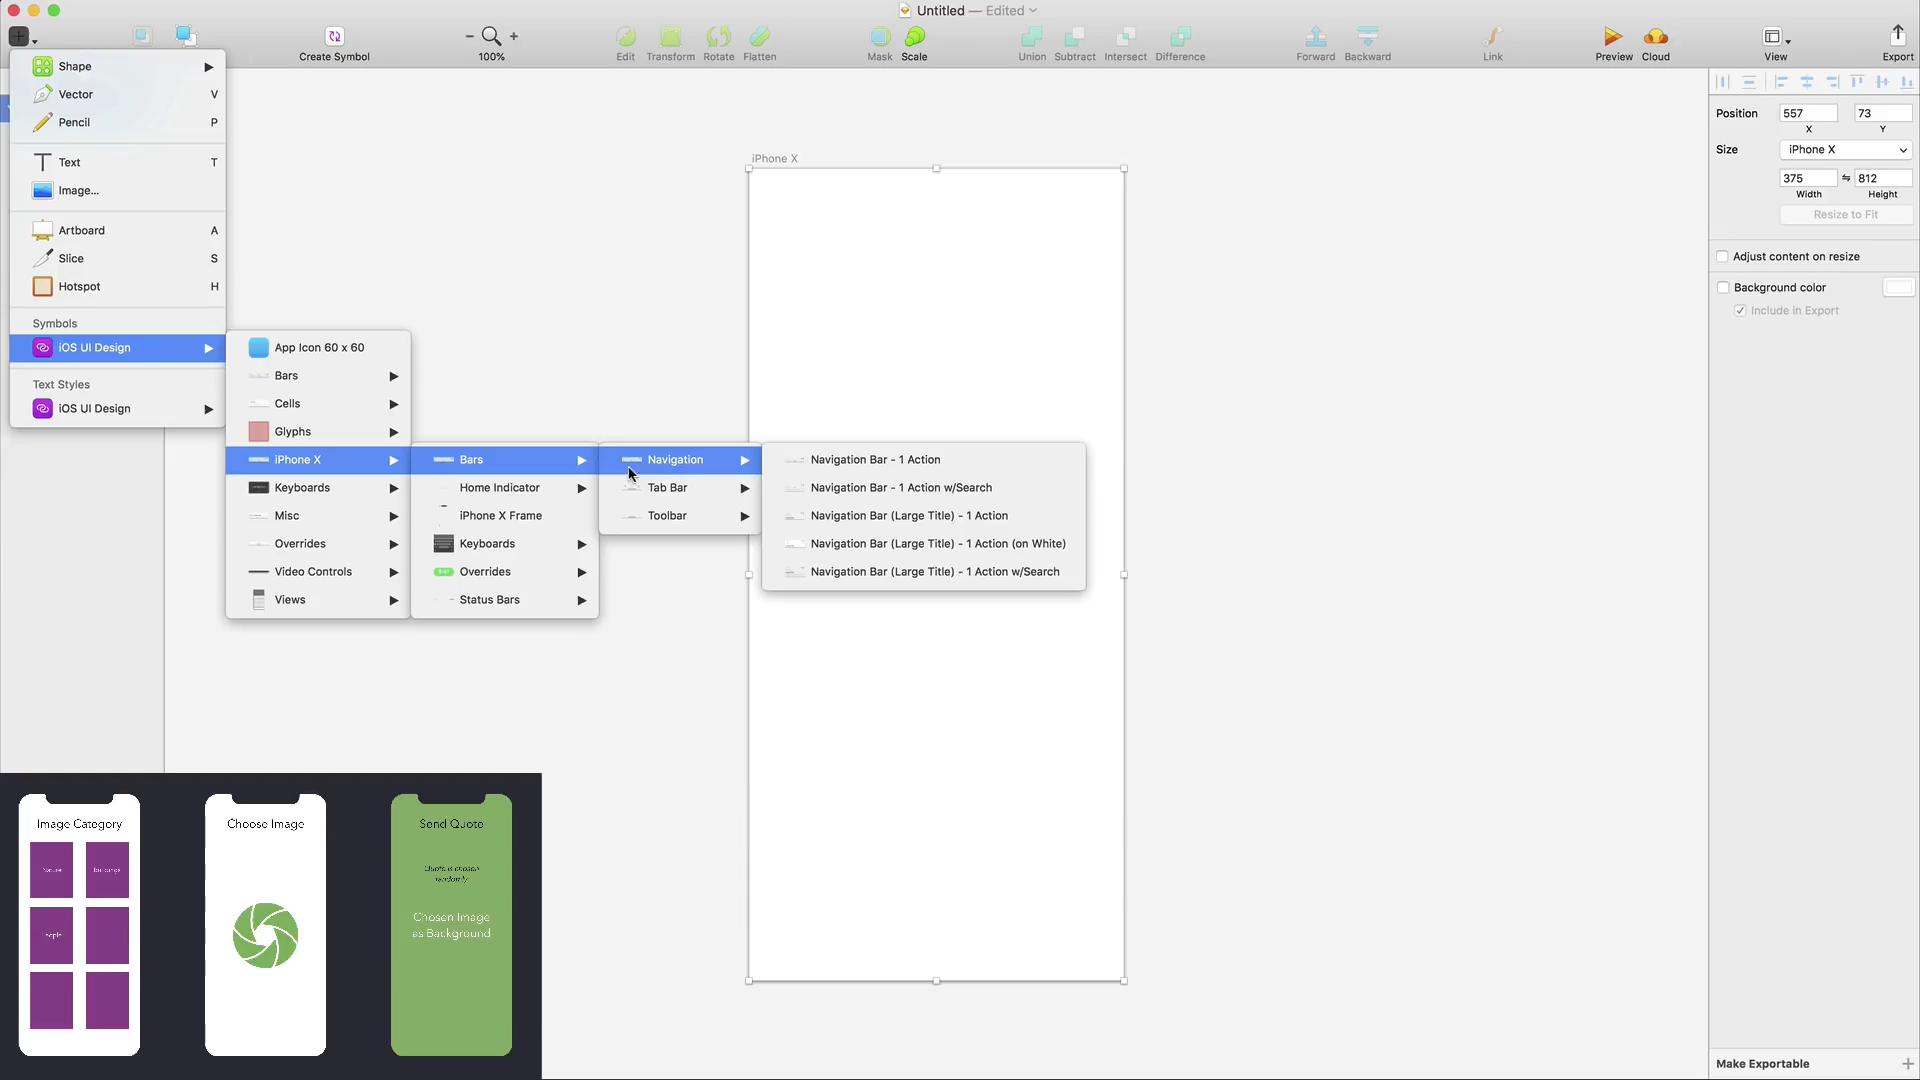 Untitled — Edited
Create Symbol
100%
Edit
Transform
Rotate
Flatten
Mask
Scale
Union
Subtract
Intersect
Difference
Forward
Backward
Link
Preview
Cloud
View
Export
Shape
Vector V
Pencil P
Text T
Image...
Artboard A
Slice S
Hotspot H
Symbols
iOS UI Design
Text Styles
iOS UI Design
App Icon 60 x 60
Bars
Cells
Glyphs
iPhone X
Keyboards
Misc
Overrides
Video Controls
Views
Bars
Home Indicator
iPhone X Frame
Keyboards
Overrides
Status Bars
Navigation
Tab Bar
Toolbar
Navigation Bar - 1 Action
Navigation Bar - 1 Action w/Search
Navigation Bar (Large Title) - 1 Action
Navigation Bar (Large Title) - 1 Action (on White)
Navigation Bar (Large Title) - 1 Action w/Search
iPhone X
Position 557 73
X Y
Size iPhone X
375 812
Width Height
Resize to Fit
Adjust content on resize
Background color
Include in Export
Make Exportable
Image Category
Nature
Choose Image
Send Quote
Quote is chosen
randomly
Chosen Image
as Background